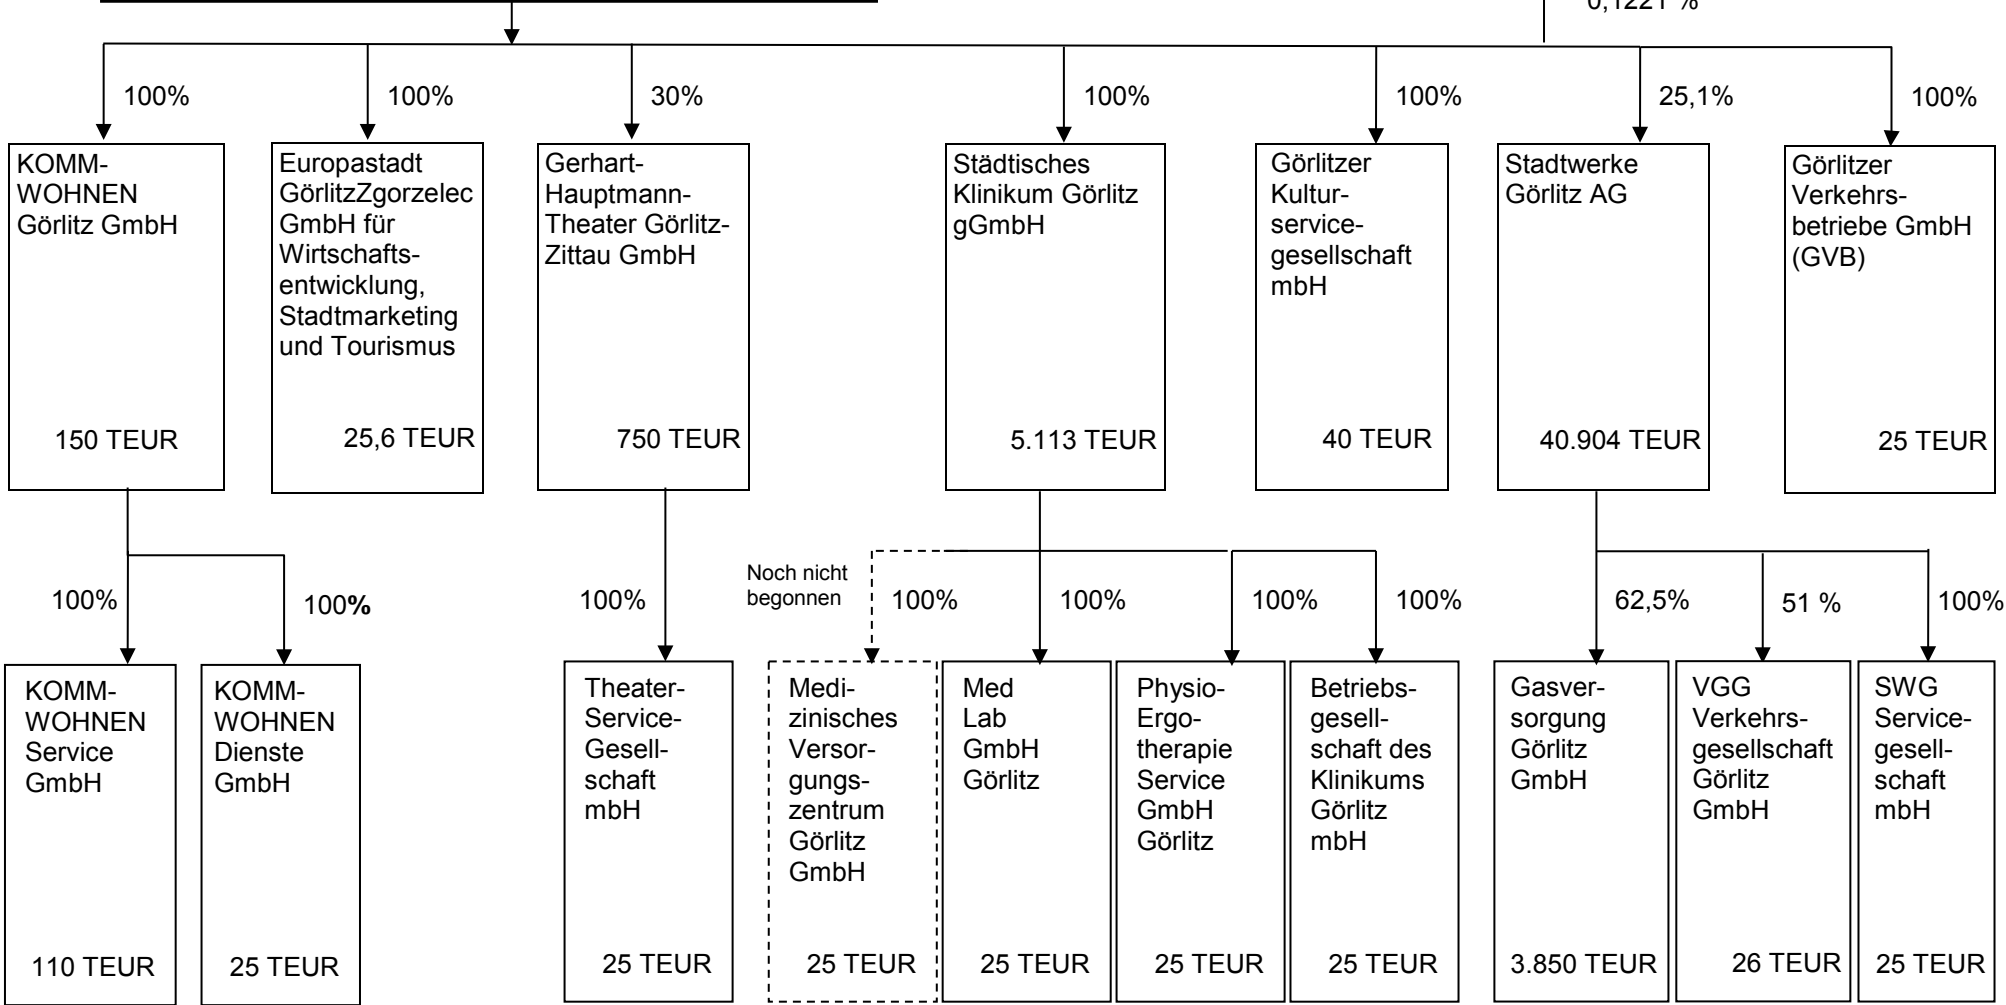 0,1221 %
100%
100%
30%
100%
100%
25,1%
100%
KOMM-
WOHNEN
Görlitz GmbH
150 TEUR
Europastadt
GörlitzZgorzelec
GmbH für
Wirtschafts-
entwicklung,
Stadtmarketing
und Tourismus
25,6 TEUR
Gerhart-
Hauptmann-
Theater Görlitz-
Zittau GmbH
750 TEUR
Städtisches
Klinikum Görlitz
gGmbH
5.113 TEUR
Görlitzer
Kultur-
service-
gesellschaft
mbH
40 TEUR
Stadtwerke
Görlitz AG
40.904 TEUR
Görlitzer
Verkehrs-
betriebe GmbH
(GVB)
25 TEUR
100%
100%
100%
Noch nicht
begonnen
100%
100%
100%
100%
62,5%
51 %
100%
KOMM-
WOHNEN
Service
GmbH
110 TEUR
KOMM-
WOHNEN
Dienste
GmbH
25 TEUR
Theater-
Service-
Gesell-
schaft
mbH
25 TEUR
Medi-
zinisches
Versor-
gungs-
zentrum
Görlitz
GmbH
25 TEUR
Med
Lab
GmbH
Görlitz
25 TEUR
Physio-
Ergo-
therapie
Service
GmbH
Görlitz
25 TEUR
Betriebs-
gesell-
schaft des
Klinikums
Görlitz
mbH
25 TEUR
Gasver-
sorgung
Görlitz
GmbH
3.850 TEUR
VGG
Verkehrs-
gesellschaft
Görlitz
GmbH
26 TEUR
SWG
Service-
gesell-
schaft
mbH
25 TEUR